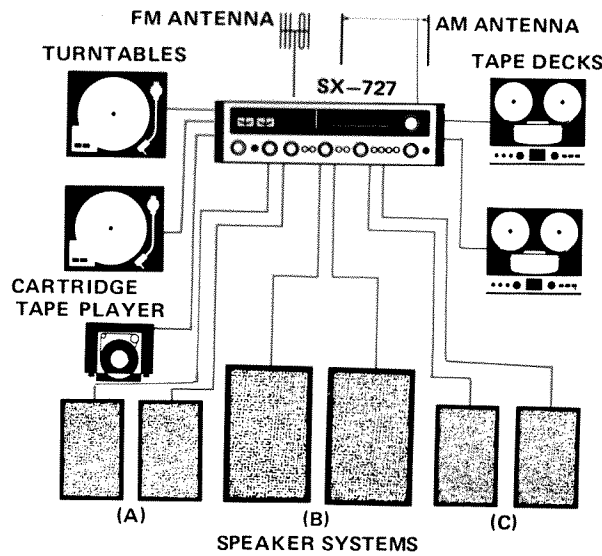 FM ANTENNA
AM ANTENNA
TURNTABLES
TAPE DECKS
SX-727
CARTRIDGE
TAPE PLAYER
(A)
(B)
(C)
SPEAKER SYSTEMS